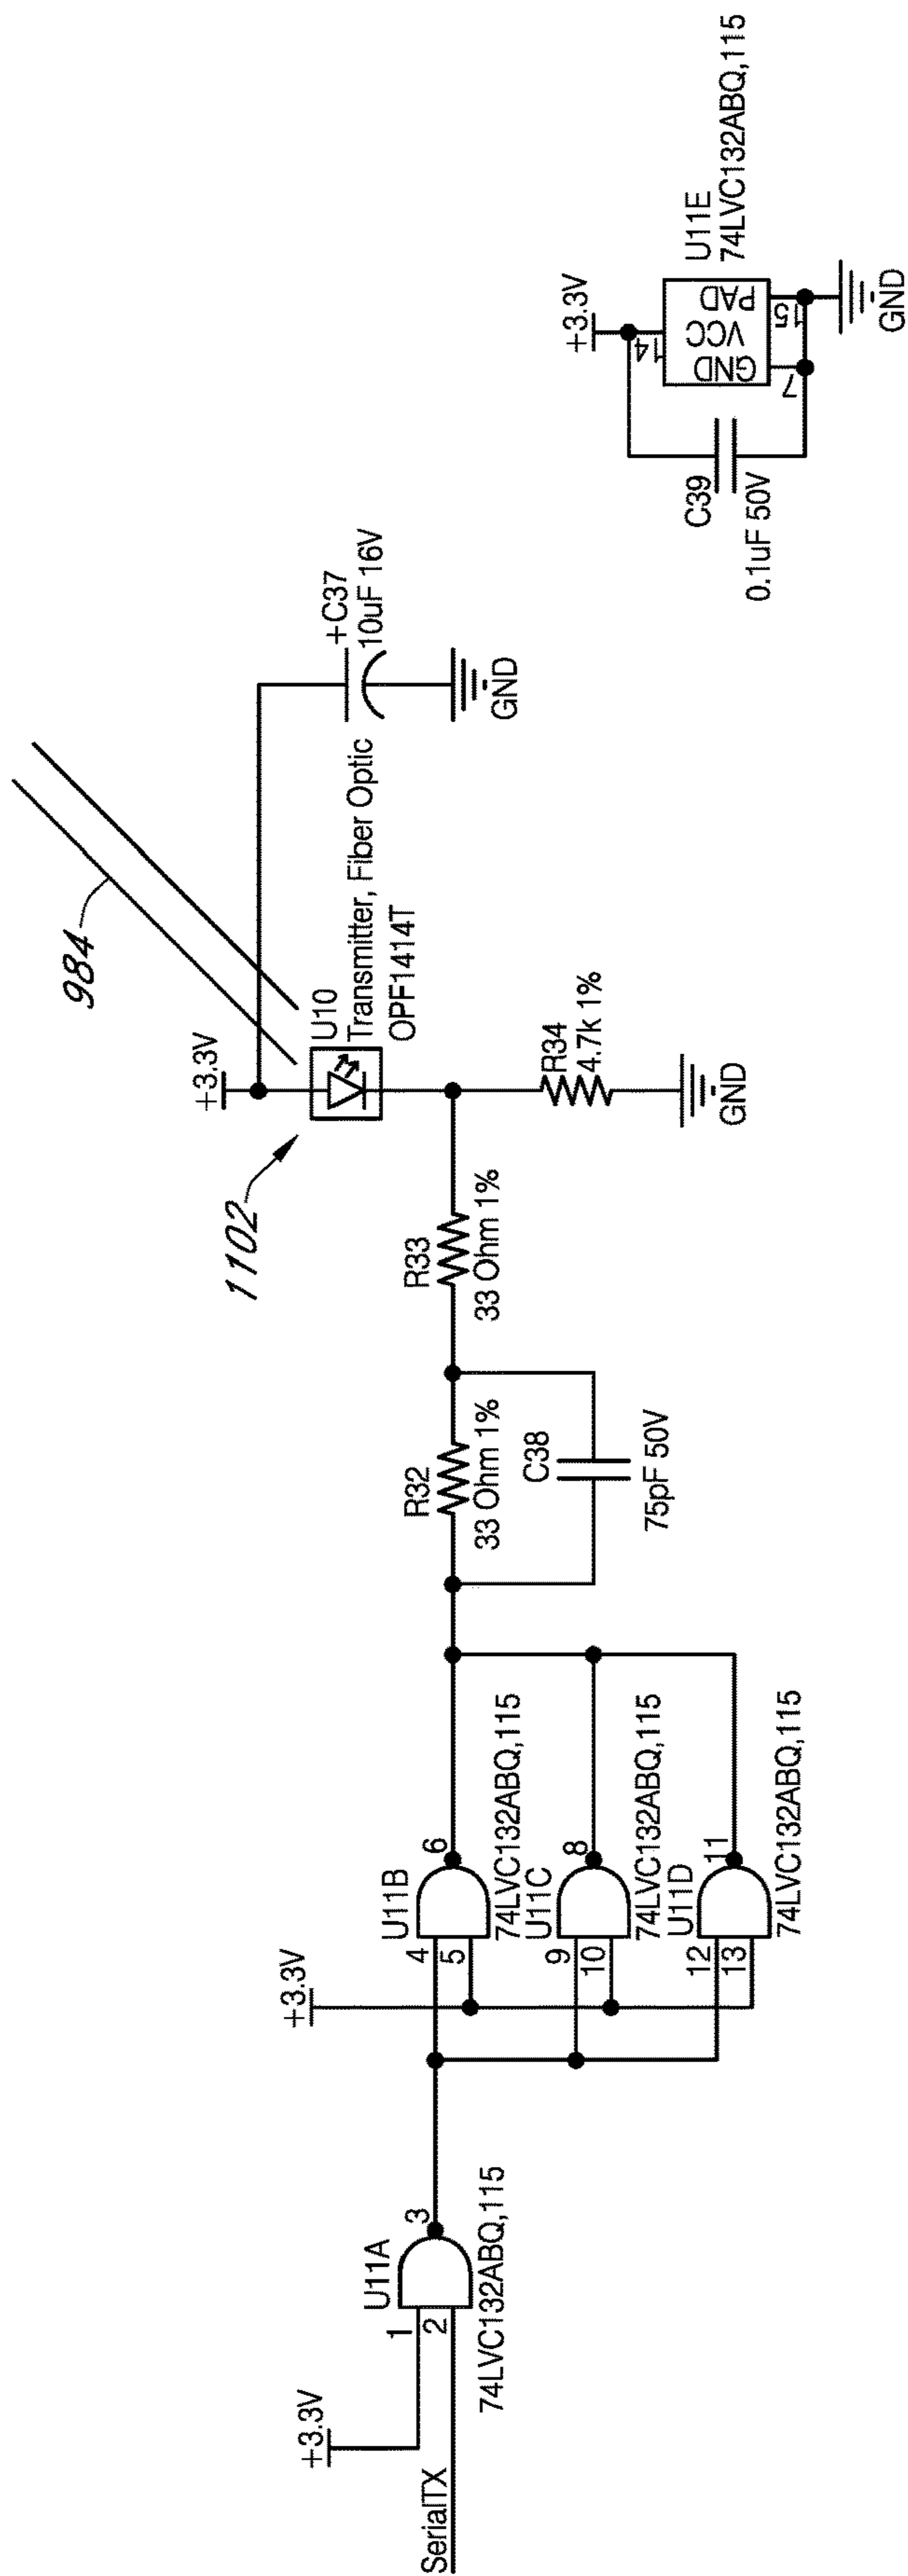 SerialTX
+3.3V
1
2
U11A
3
74LVC132ABQ,115
+3.3V
4
5
U11B
6
74LVC132ABQ,115
9
10
U11C
8
74LVC132ABQ,115
12
13
U11D
11
74LVC132ABQ,115
R32
33 Ohm 1%
C38
75pF 50V
R33
33 Ohm 1%
1102
984
+3.3V
U10
Transmitter, Fiber Optic
OPF1414T
R34
4.7k 1%
GND
+C37
10uF 16V
GND
+3.3V
C39
0.1uF 50V
14
VCC
GND
PAD
7
15
U11E
74LVC132ABQ,115
GND